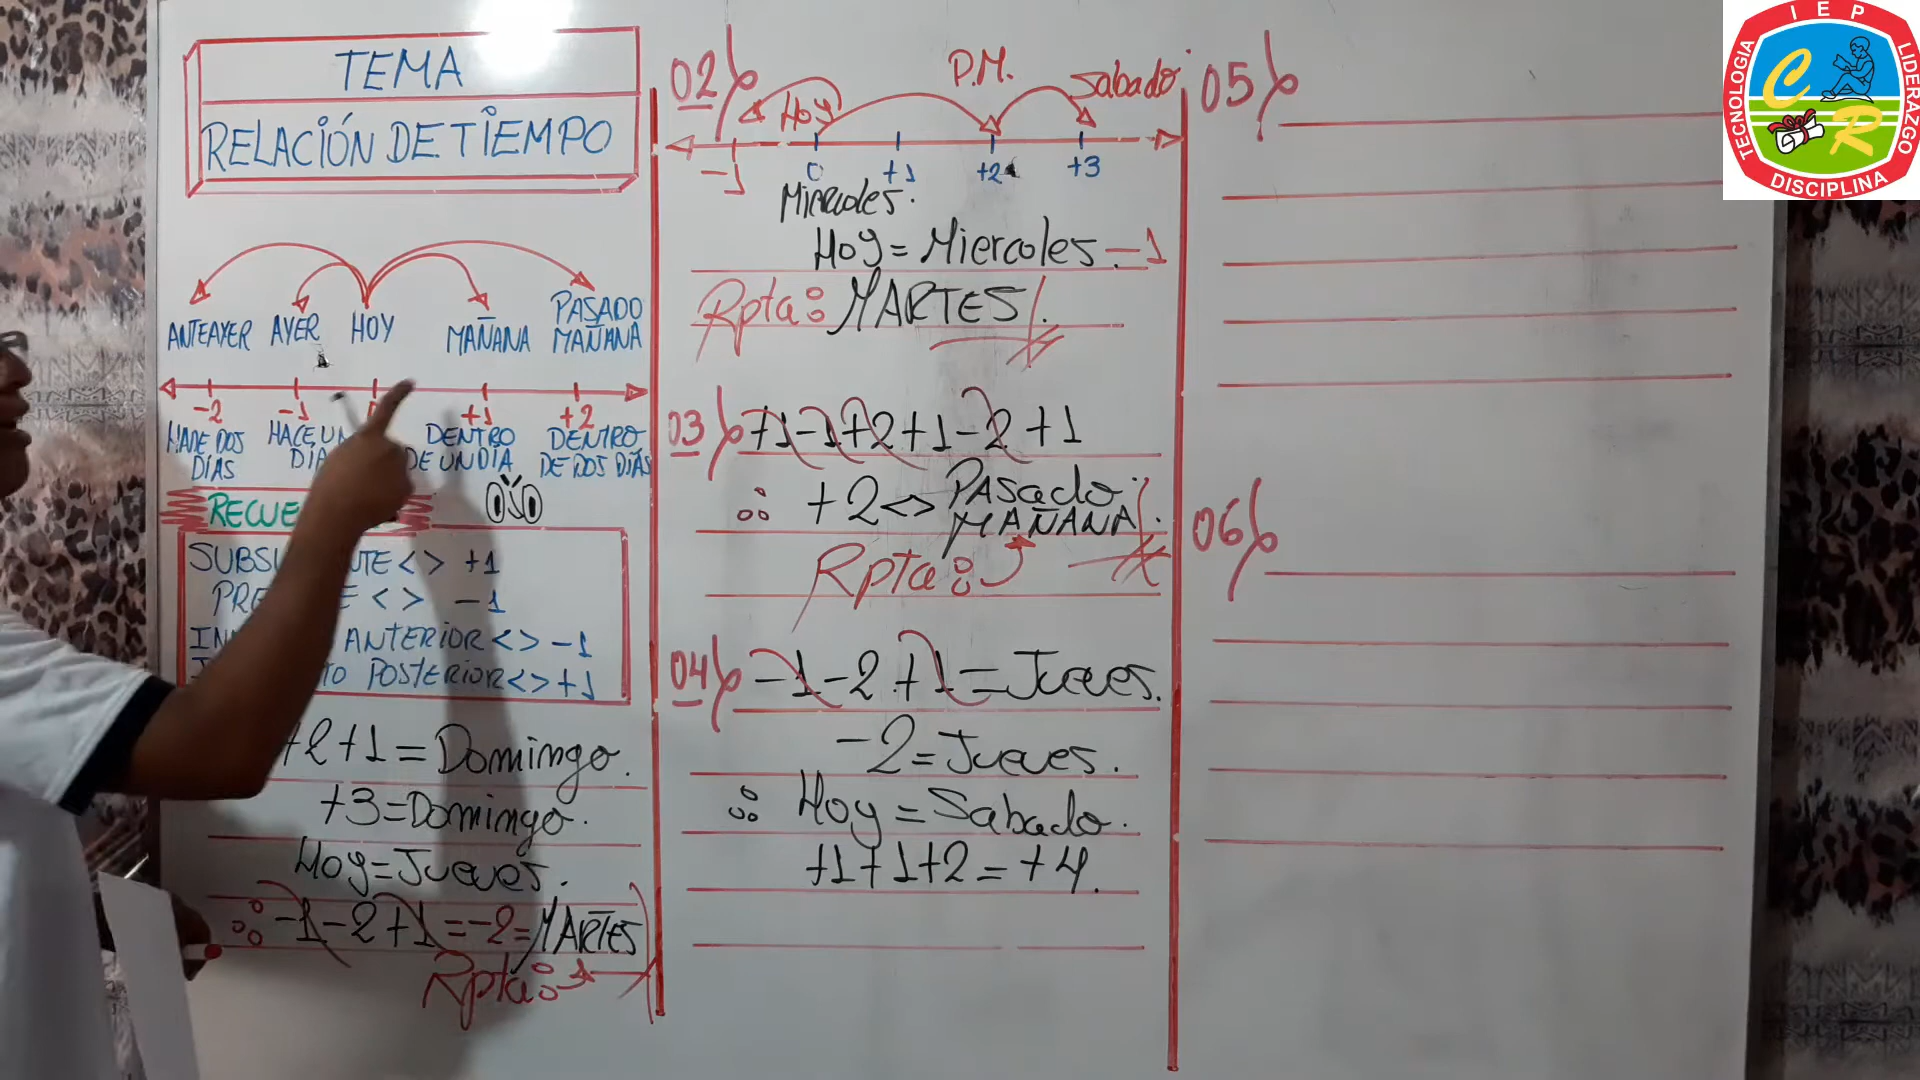 TEMA
RELACIÓN DE TIEMPO
ANTEAYER AYER HOY MAÑANA PASADO MAÑANA
-2 -1 +1 +2
HACE DOS DÍAS
DENTRO DE UN DÍA
DENTRO DE DOS DÍAS
OJO
<> +1
<> -1
ANTERIOR <> -1
POSTERIOR <> +1
+2+1 = Domingo.
+3 = Domingo.
Hoy = Jueves.
∴ -1-2+1 = -2 = MARTES
Rpta:
02
Hoy P.M. sabado
-1 0 +1 +2 +3
Miercoles.
Hoy = Miercoles -1
Rpta: MARTES
03 +1-1+2+1-2+1
∴ +2 <> PASado MAÑANA.
Rpta:
04 -1-2+1 = Jueves.
-2 = Jueves.
∴ Hoy = Sabado.
+1+1+2 = +4.
05
06
I E P
TECNOLOGIA
LIDERAZGO
CR
DISCIPLINA